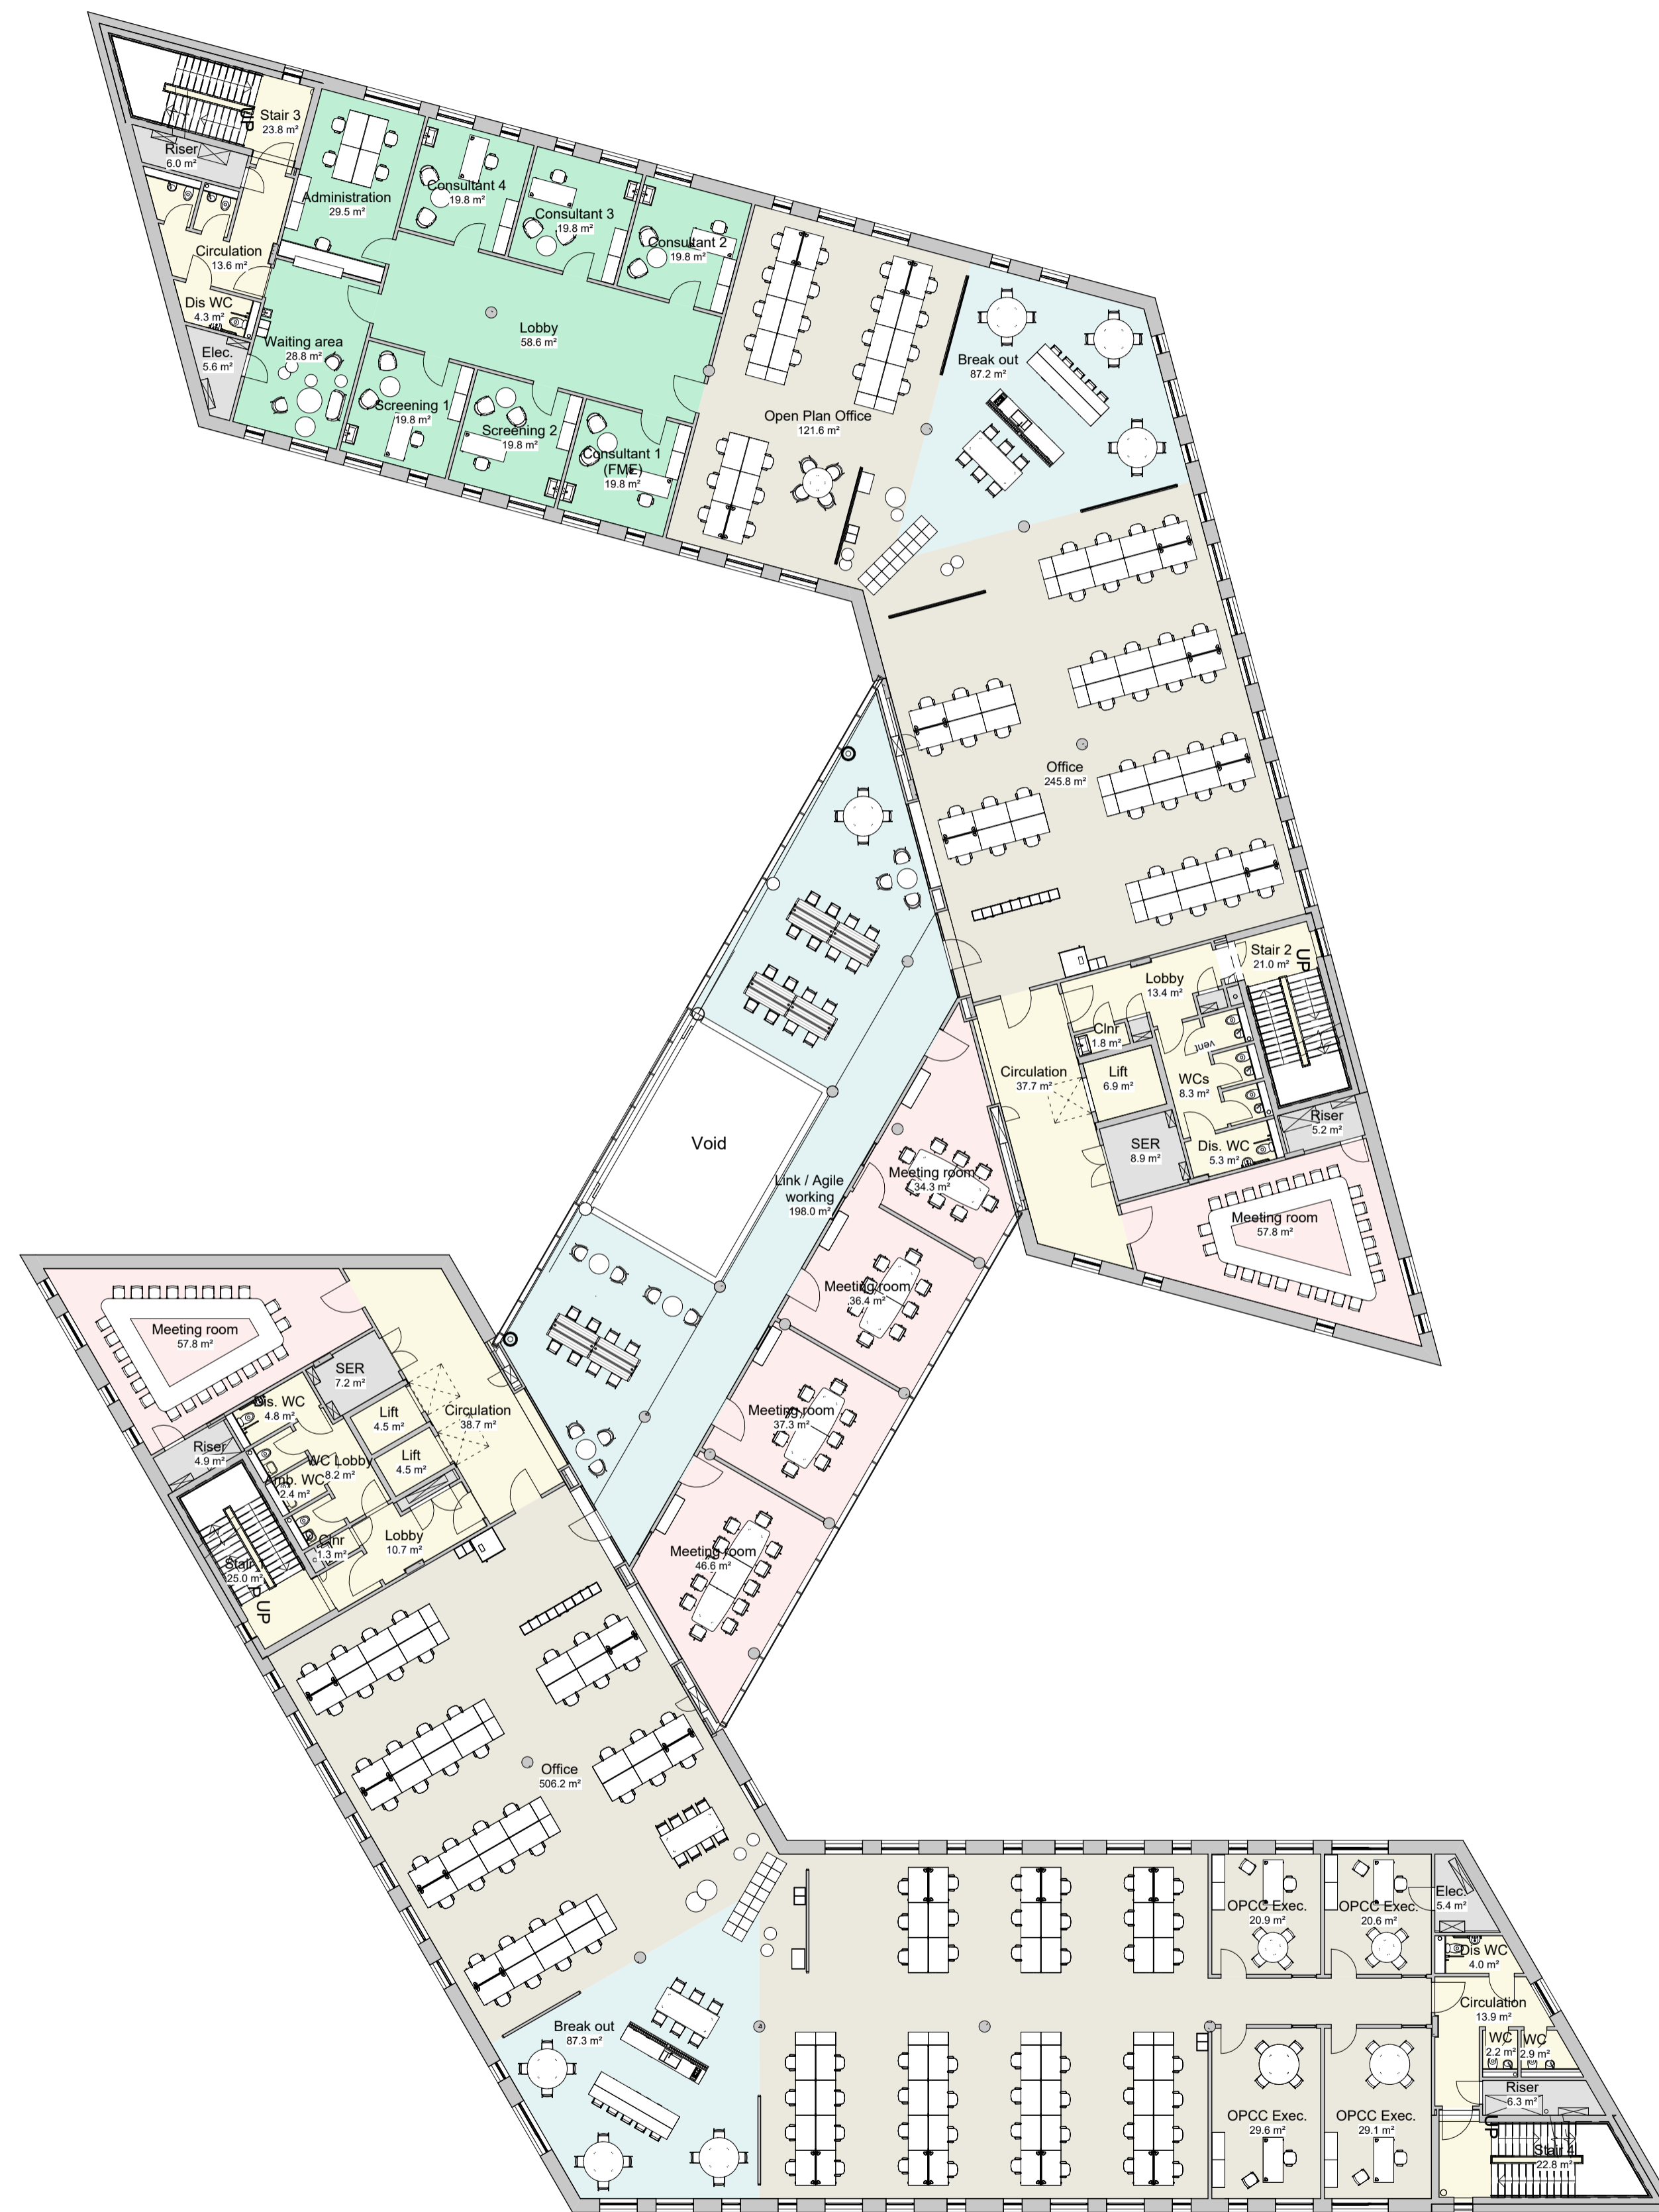 Stair 3
23.8 m²
UP
Riser
6.0 m²
Administration
29.5 m²
Consultant 4
19.8 m²
Consultant 3
19.8 m²
Consultant 2
19.8 m²
Circulation
13.6 m²
Dis WC
4.3 m²
Elec.
5.6 m²
Waiting area
28.8 m²
Lobby
58.6 m²
Screening 1
19.8 m²
Screening 2
19.8 m²
Consultant 1
(FME)
19.8 m²
Open Plan Office
121.6 m²
Break out
87.2 m²
Office
245.8 m²
Stair 2
21.0 m²
UP
Lobby
13.4 m²
Clnr
1.8 m²
vent
Circulation
37.7 m²
Lift
6.9 m²
WCs
8.3 m²
SER
8.9 m²
Dis. WC
5.3 m²
Riser
5.2 m²
Meeting room
57.8 m²
Void
Link / Agile
working
198.0 m²
Meeting room
34.3 m²
Meeting room
36.4 m²
Meeting room
37.3 m²
Meeting room
46.6 m²
Meeting room
57.8 m²
SER
7.2 m²
Dis. WC
4.8 m²
Lift
4.5 m²
Circulation
38.7 m²
Lift
4.5 m²
Riser
4.9 m²
WC Lobby
8.2 m²
Amb. WC
2.4 m²
Clnr
1.3 m²
Lobby
10.7 m²
Stair 1
25.0 m²
UP
UP
Office
506.2 m²
Break out
87.3 m²
OPCC Exec.
20.9 m²
OPCC Exec.
20.6 m²
Elec.
5.4 m²
Dis WC
4.0 m²
Circulation
13.9 m²
WC
2.2 m²
WC
2.9 m²
Riser
6.3 m²
OPCC Exec.
29.6 m²
OPCC Exec.
29.1 m²
UP
Stair 4
22.8 m²